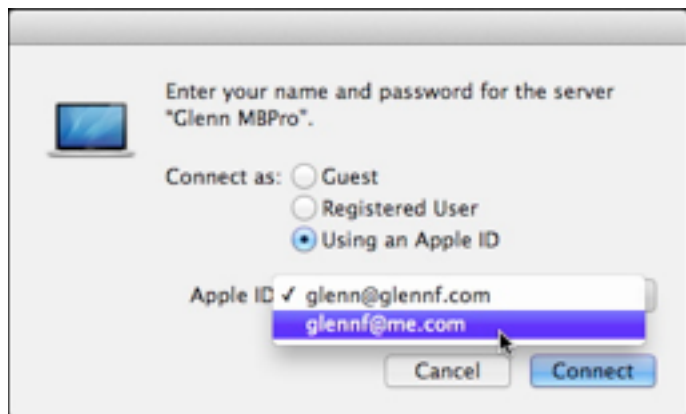 Enter your name and password for the server
"Glenn MBPro".
Connect as: Guest
Registered User
Using an Apple ID
Apple ID ✓ glenn@glennf.com
glennf@me.com
Cancel Connect